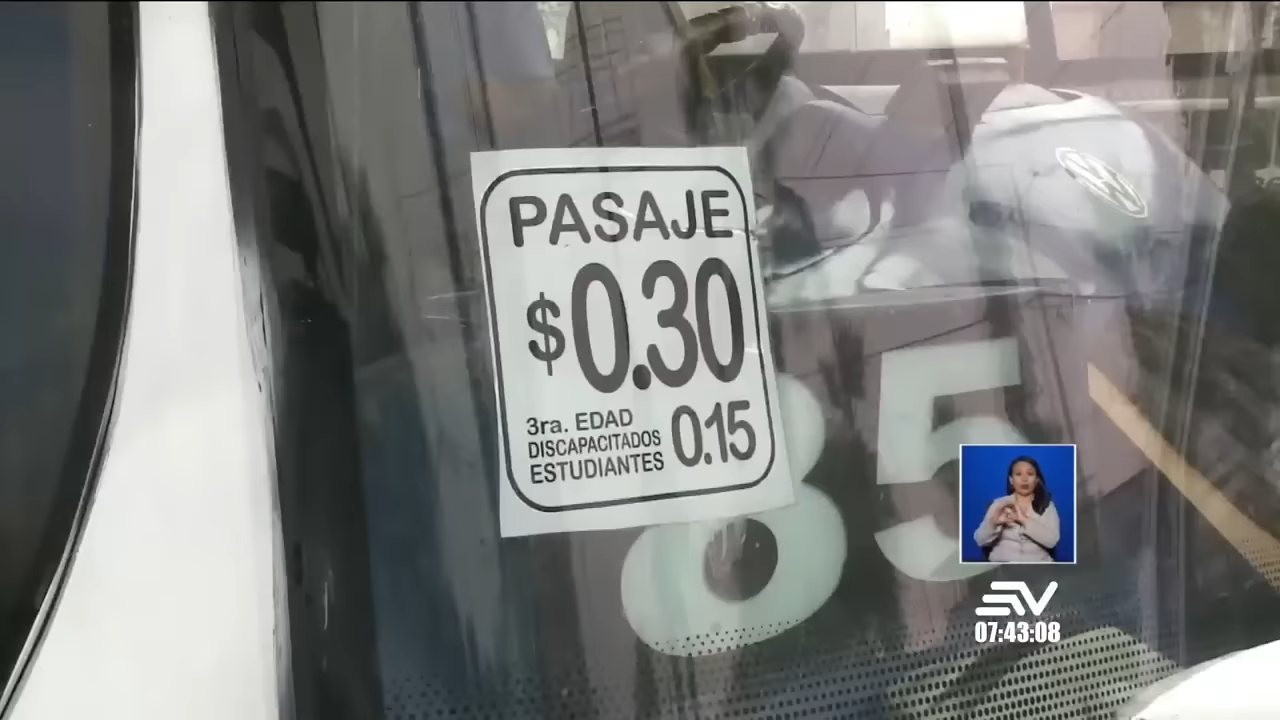 PASAJE
$0.30
3ra. EDAD
DISCAPACITADOS
ESTUDIANTES
0.15
85
07:43:08